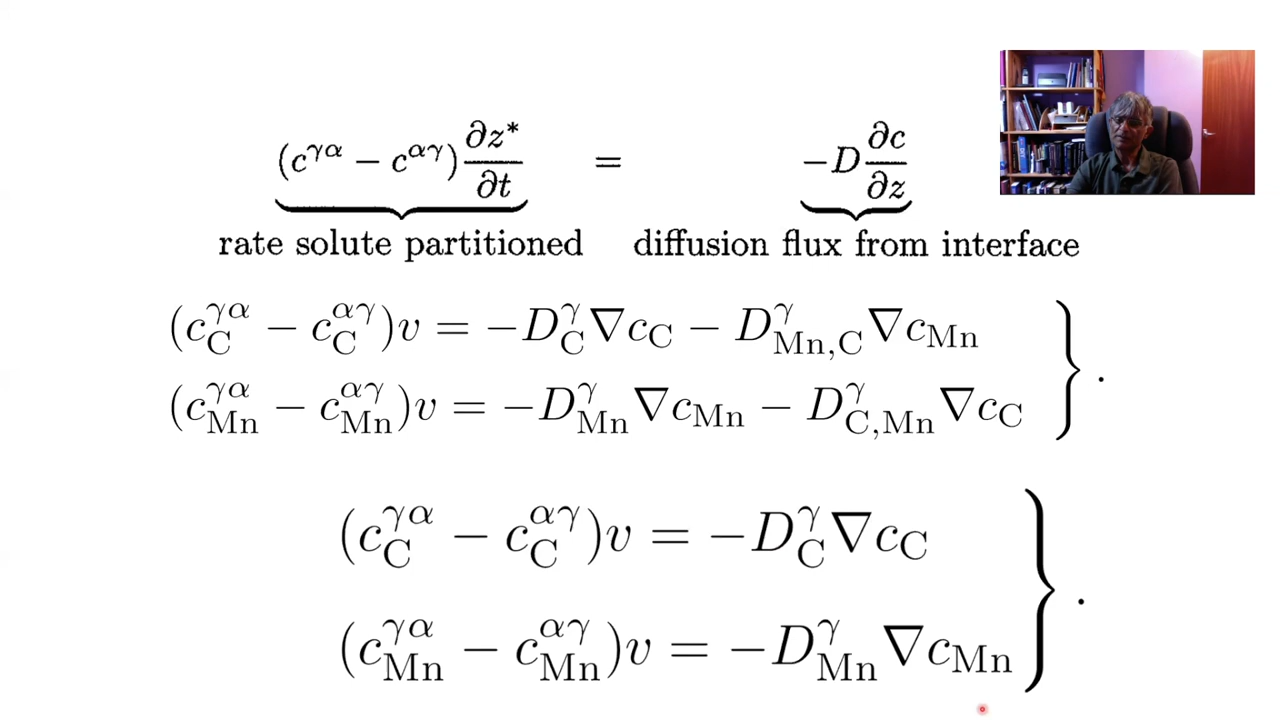 (c^{γα} − c^{αγ}) ∂z*/∂t = −D ∂c/∂z
rate solute partitioned diffusion flux from interface
(c_C^{γα} − c_C^{αγ})v = −D_C^γ ∇c_C − D_{Mn,C}^γ ∇c_{Mn}
(c_{Mn}^{γα} − c_{Mn}^{αγ})v = −D_{Mn}^γ ∇c_{Mn} − D_{C,Mn}^γ ∇c_C } .
(c_C^{γα} − c_C^{αγ})v = −D_C^γ ∇c_C
(c_{Mn}^{γα} − c_{Mn}^{αγ})v = −D_{Mn}^γ ∇c_{Mn} } .